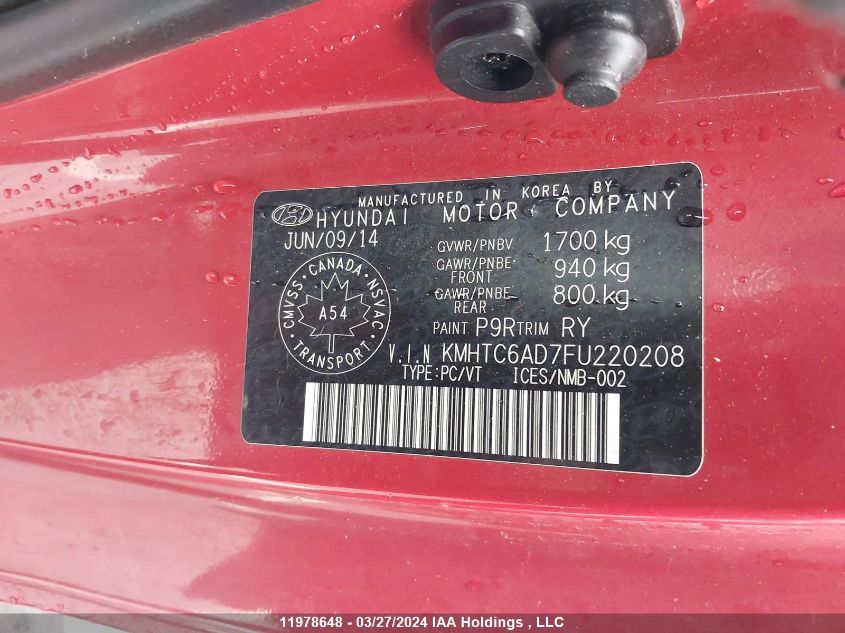 MANUFACTURED IN KOREA BY
HYUNDAI MOTOR COMPANY
JUN/09/14
GVWR/PNBV 1700 kg
GAWR/PNBE FRONT 940 kg
GAWR/PNBE REAR 800 kg
CANADA
CMVSS · NSVAC
A54
TRANSPORT
PAINT P9R TRIM RY
V.I.N KMHTC6AD7FU220208
TYPE:PC/VT ICES/NMB-002
11978648 - 03/27/2024 IAA Holdings , LLC